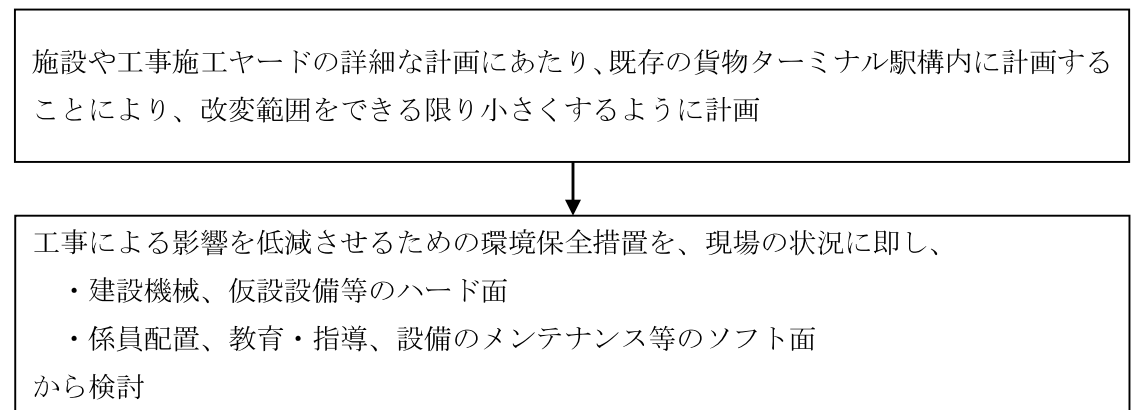 施設や工事施工ヤードの詳細な計画にあたり、既存の貨物ターミナル駅構内に計画する
ことにより、改変範囲をできる限り小さくするように計画
工事による影響を低減させるための環境保全措置を、現場の状況に即し、
・建設機械、仮設設備等のハード面
・係員配置、教育・指導、設備のメンテナンス等のソフト面
から検討